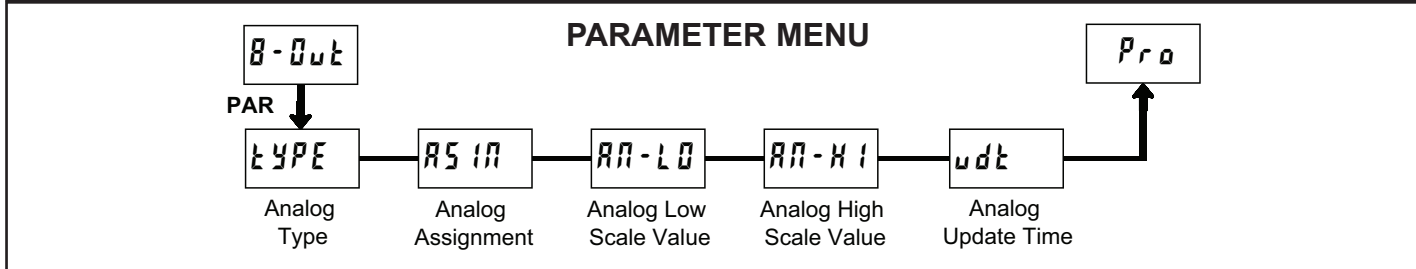 PARAMETER MENU
8-Out
Pro
PAR
tYPE
ASIN
AN-LO
AN-HI
udt
Analog
Type
Analog
Assignment
Analog Low
Scale Value
Analog High
Scale Value
Analog
Update Time